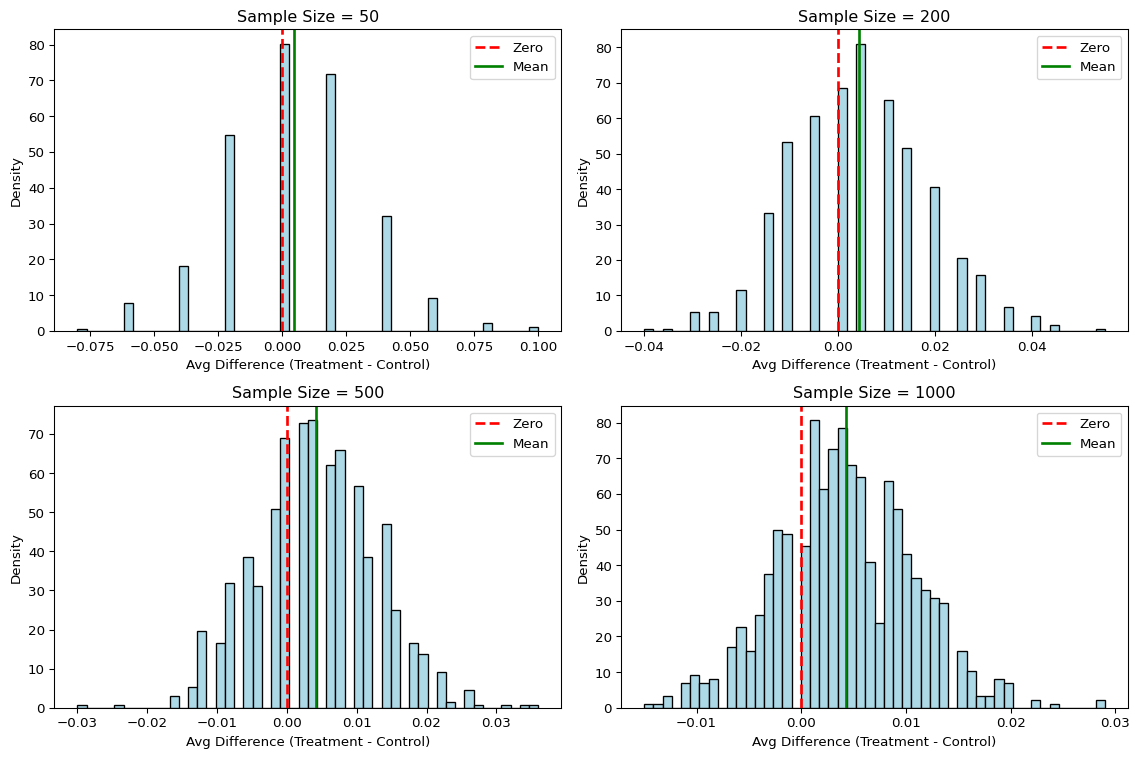 Sample Size = 50
Zero
Mean
Density
80
70
60
50
40
30
20
10
0
−0.075 −0.050 −0.025 0.000 0.025 0.050 0.075 0.100
Avg Difference (Treatment - Control)
Sample Size = 200
Zero
Mean
Density
80
70
60
50
40
30
20
10
0
−0.04 −0.02 0.00 0.02 0.04
Avg Difference (Treatment - Control)
Sample Size = 500
Zero
Mean
Density
70
60
50
40
30
20
10
0
−0.03 −0.02 −0.01 0.00 0.01 0.02 0.03
Avg Difference (Treatment - Control)
Sample Size = 1000
Zero
Mean
Density
80
70
60
50
40
30
20
10
0
−0.01 0.00 0.01 0.02 0.03
Avg Difference (Treatment - Control)